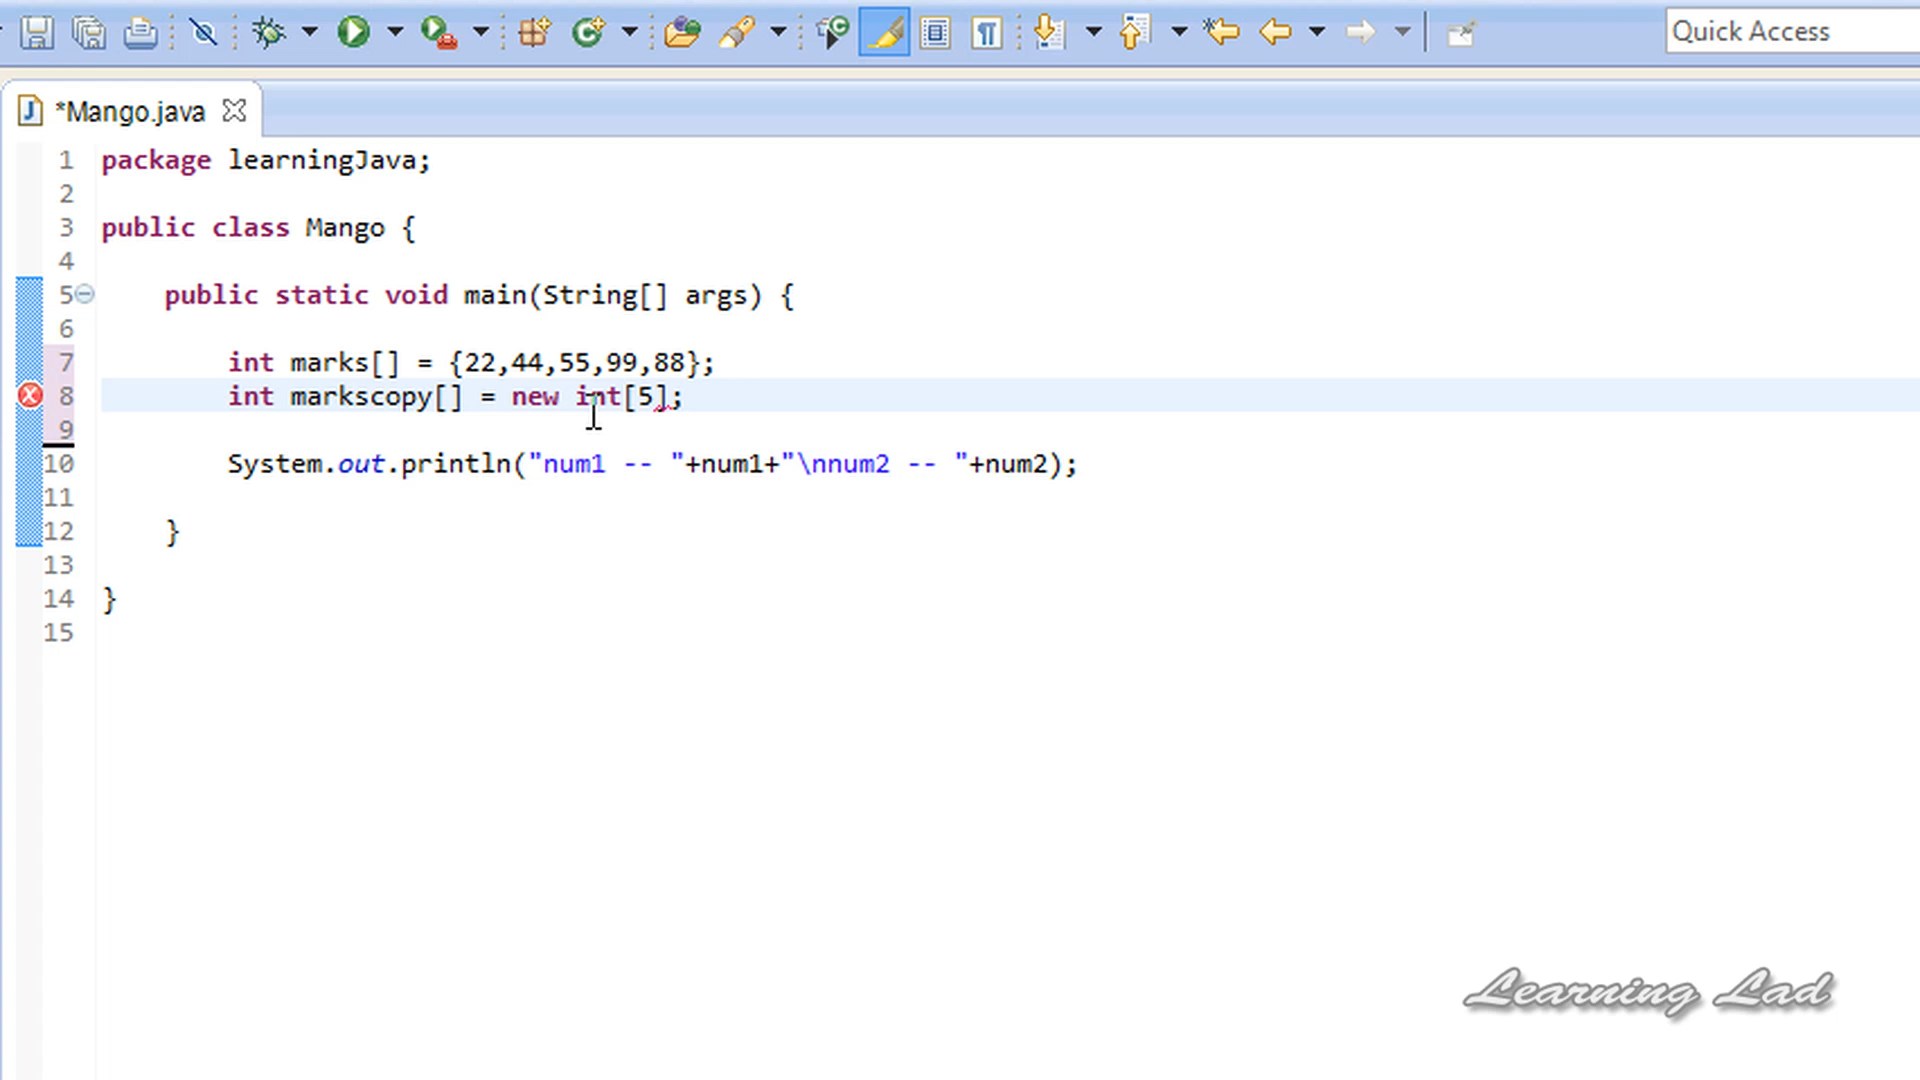 Quick Access
*Mango.java
1 package learningJava;
2
3 public class Mango {
4
5 public static void main(String[] args) {
6
7 int marks[] = {22,44,55,99,88};
8 int markscopy[] = new int[5];
9
10 System.out.println("num1 -- "+num1+"\nnum2 -- "+num2);
11
12 }
13
14 }
15
Learning Lad